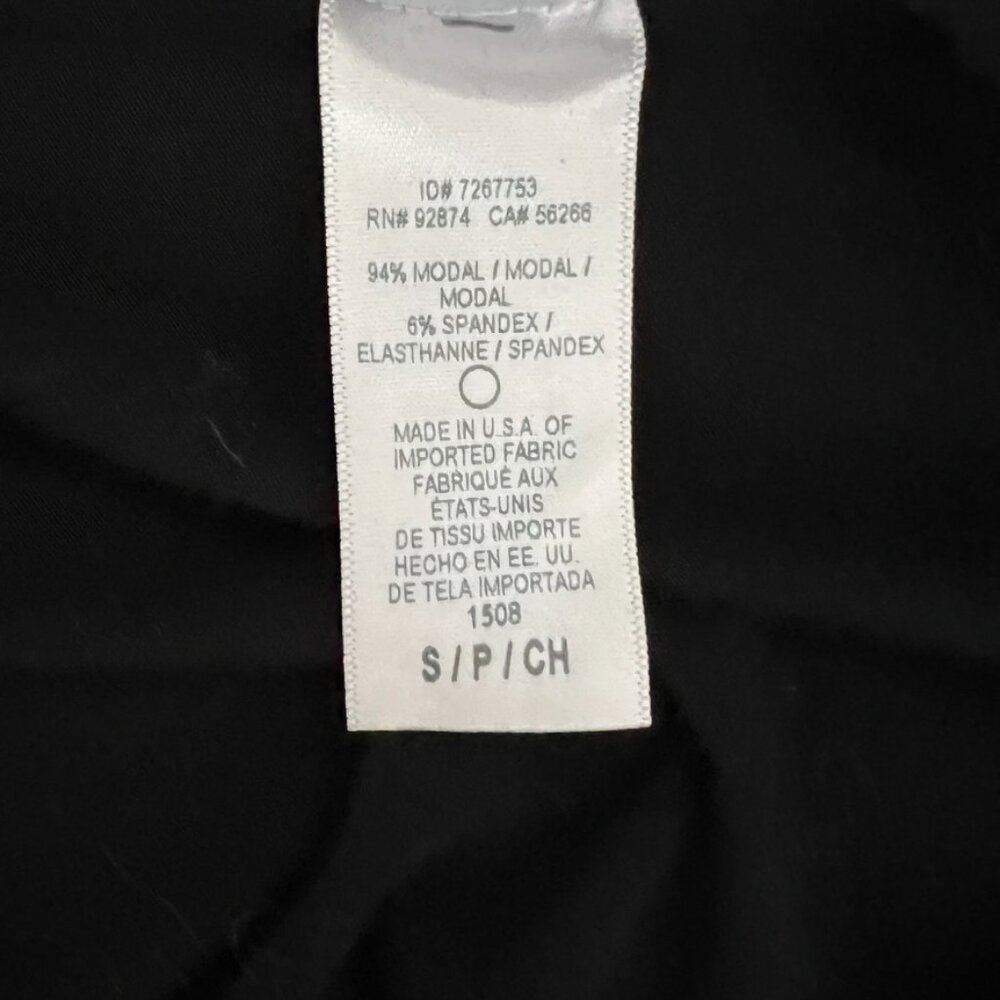 ID# 7267753
RN# 92874 CA# 56266
94% MODAL / MODAL /
MODAL
6% SPANDEX /
ELASTHANNE / SPANDEX
MADE IN U.S.A. OF
IMPORTED FABRIC
FABRIQUÉ AUX
ÉTATS-UNIS
DE TISSU IMPORTE
HECHO EN EE. UU.
DE TELA IMPORTADA
1508
S / P / CH